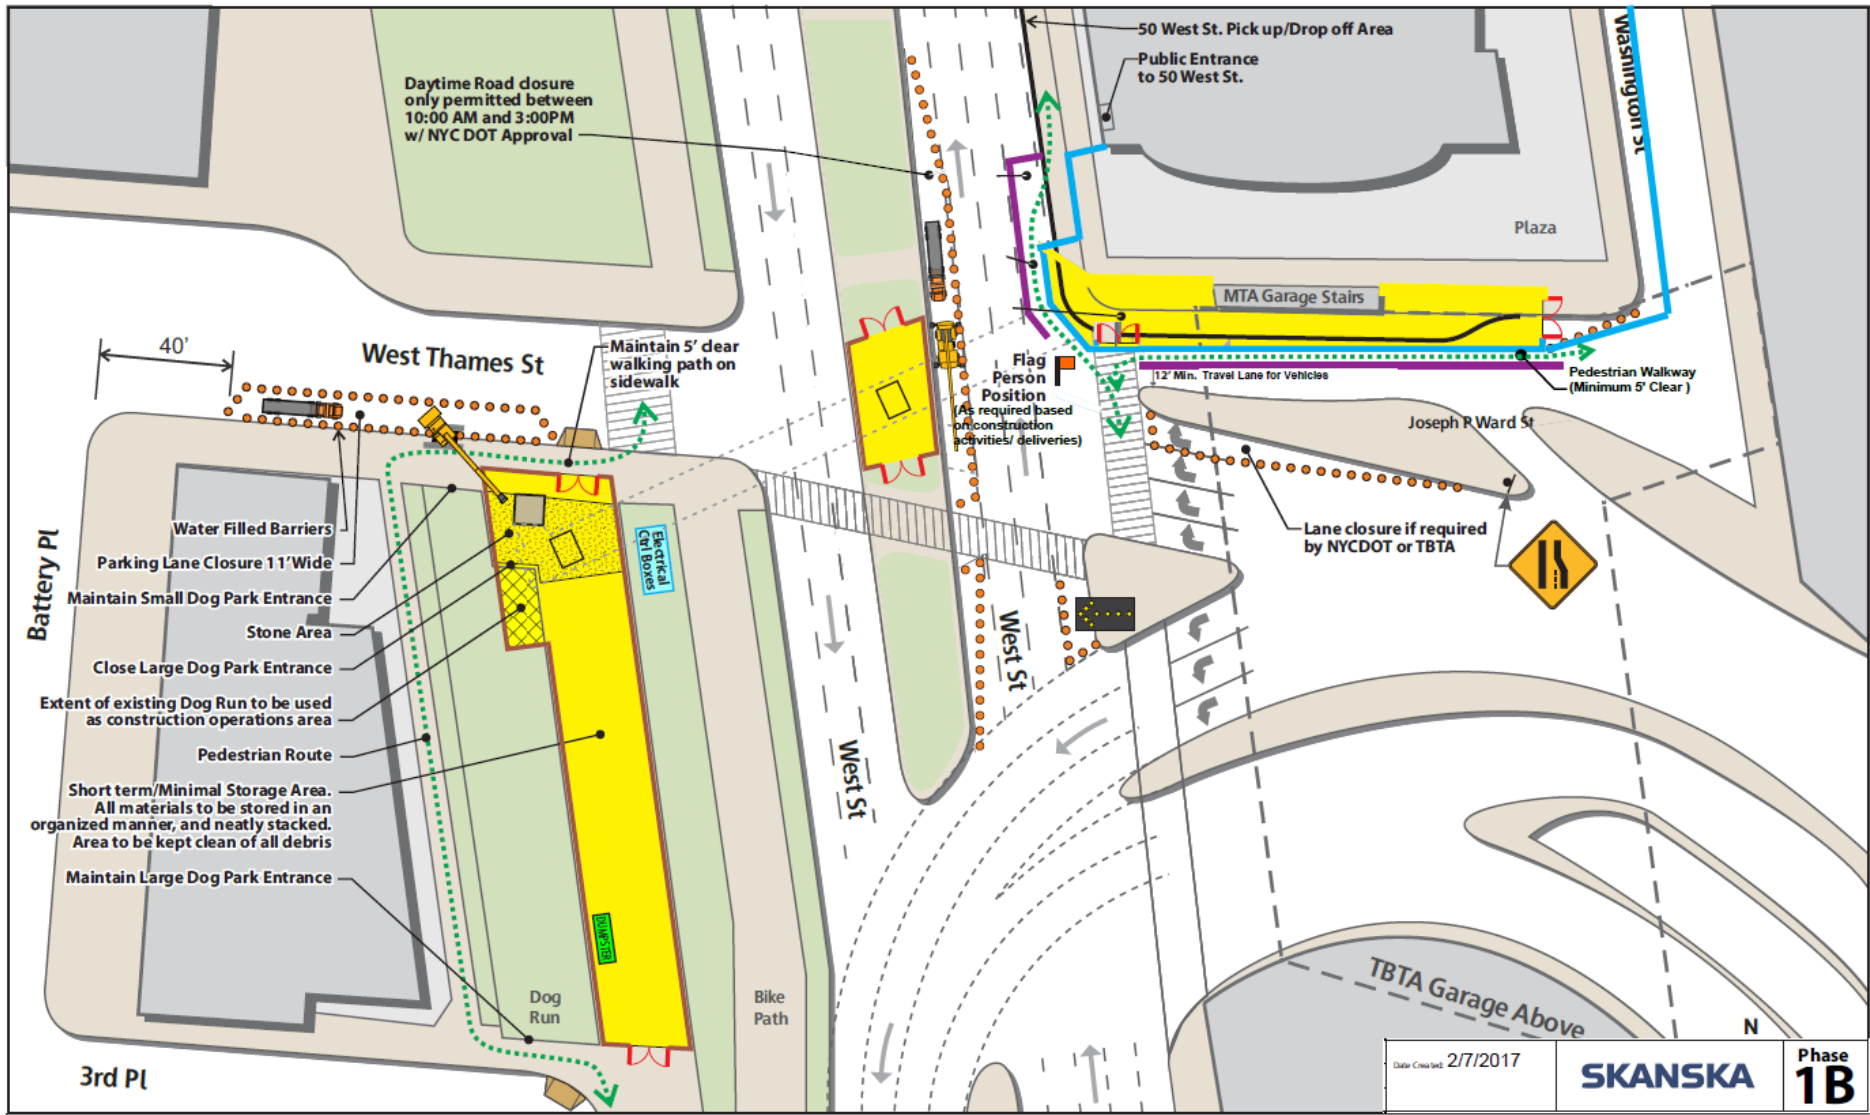 50 West St. Pick up/Drop off Area
Public Entrance
to 50 West St.
Washington St
Daytime Road closure
only permitted between
10:00 AM and 3:00PM
w/ NYC DOT Approval
Plaza
MTA Garage Stairs
40'
West Thames St
Maintain 5' clear
walking path on
sidewalk
Flag
Person
Position
(As required based
on construction
activities/ deliveries)
12' Min. Travel Lane for Vehicles
Pedestrian Walkway
(Minimum 5' Clear )
Joseph P Ward St
Battery Pl
Water Filled Barriers
Parking Lane Closure 11'Wide
Maintain Small Dog Park Entrance
Stone Area
Close Large Dog Park Entrance
Extent of existing Dog Run to be used
as construction operations area
Pedestrian Route
Short term/Minimal Storage Area.
All materials to be stored in an
organized manner, and neatly stacked.
Area to be kept clean of all debris
Maintain Large Dog Park Entrance
Electrical
Ctrl Boxes
Lane closure if required
by NYCDOT or TBTA
West St
West St
DUMPSTER
Dog
Run
Bike
Path
TBTA Garage Above
3rd Pl
N
Date Created: 2/7/2017
SKANSKA
Phase
1B